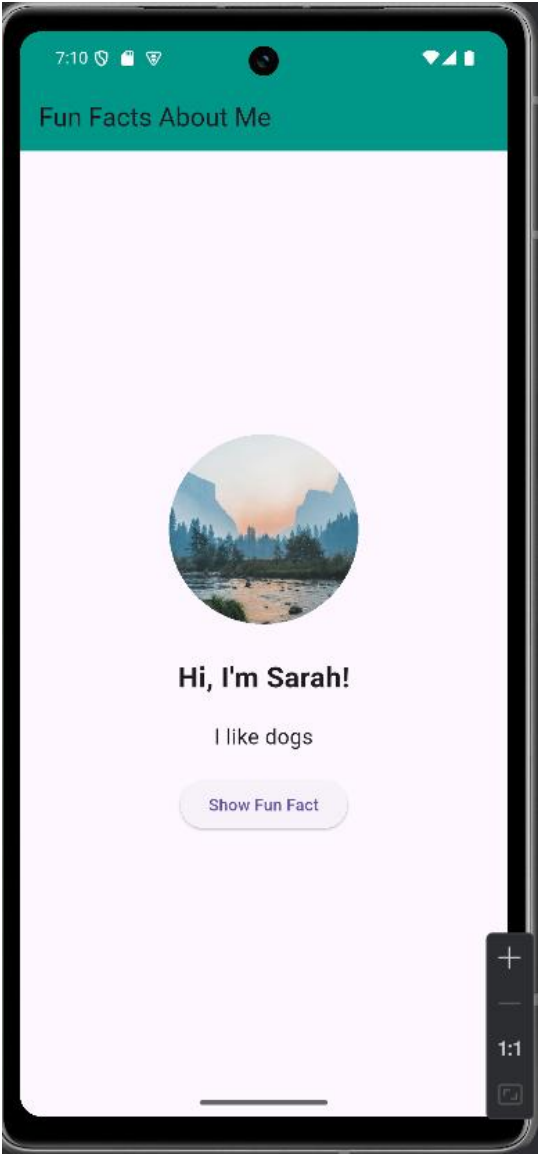 7:10
Fun Facts About Me
Hi, I'm Sarah!
I like dogs
Show Fun Fact
1:1